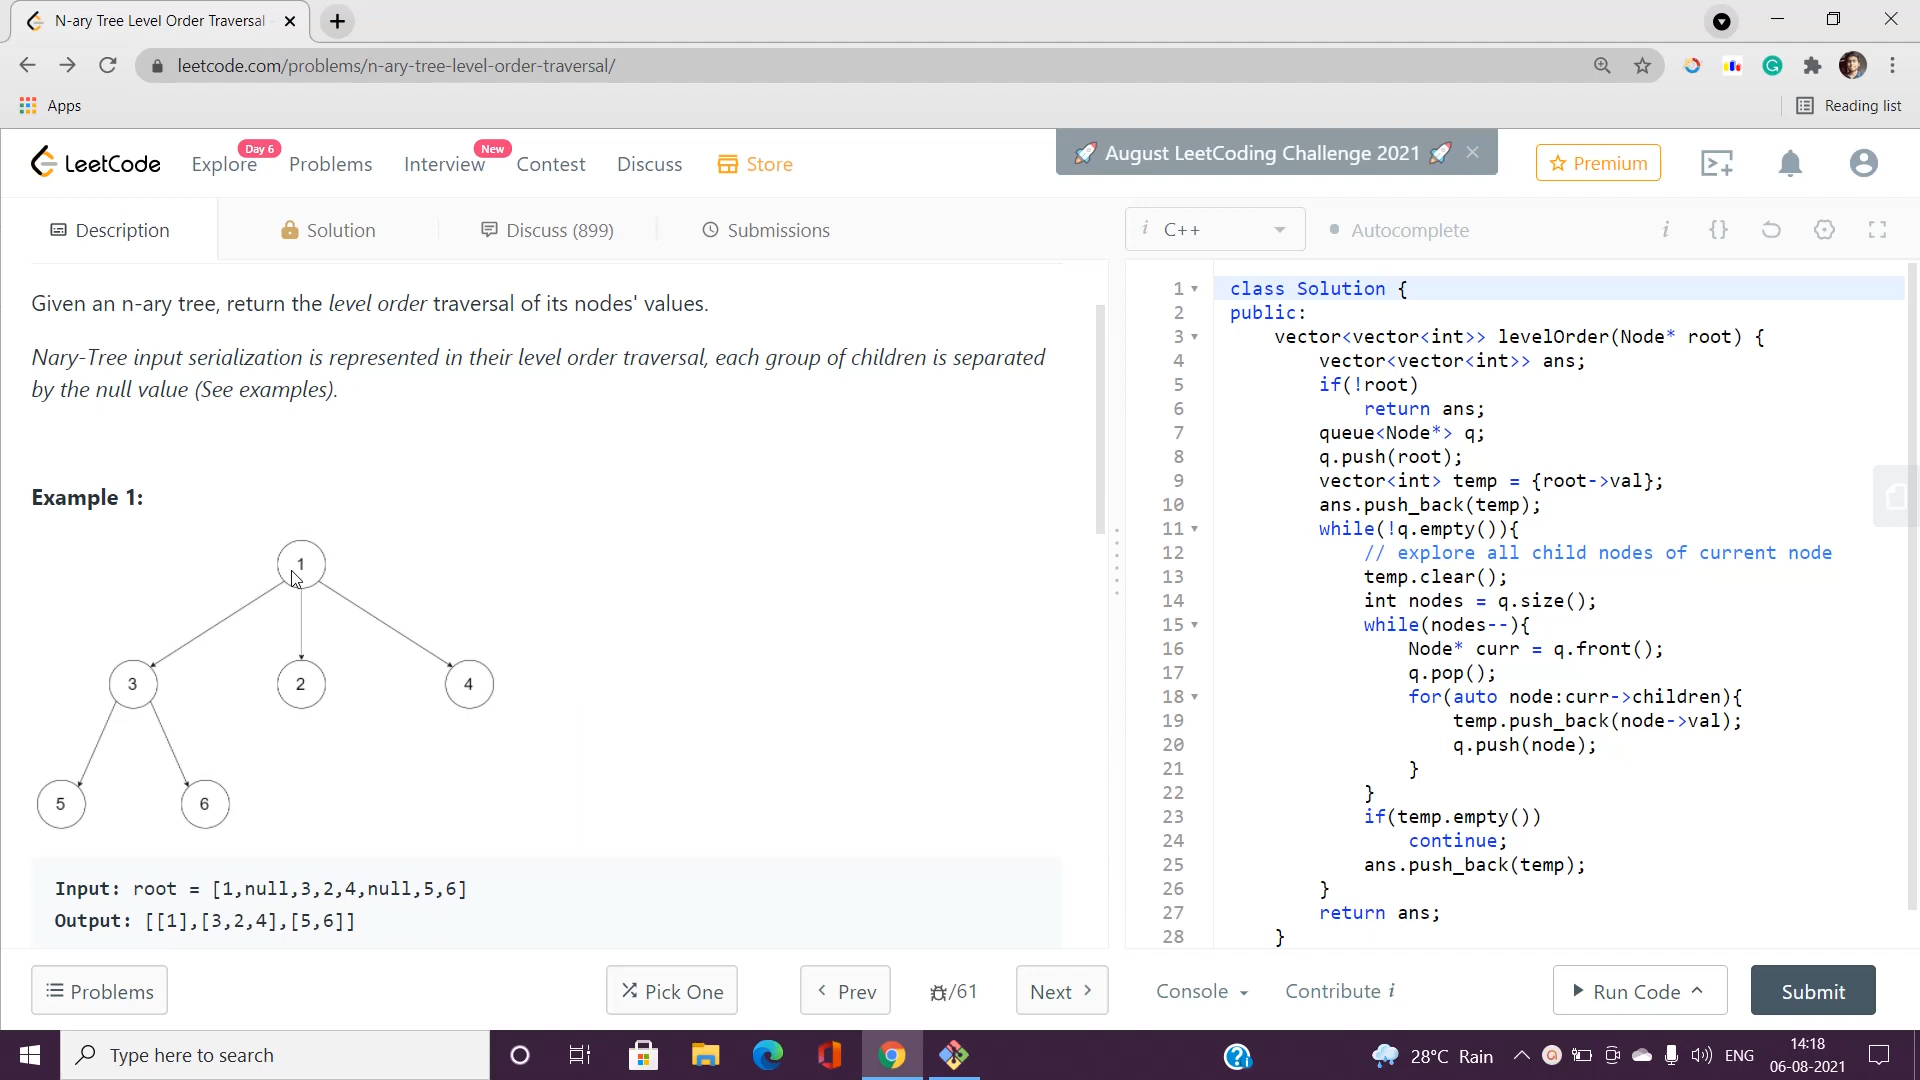 N-ary Tree Level Order Traversal -
leetcode.com/problems/n-ary-tree-level-order-traversal/
Apps
Reading list
LeetCode
Explore
Day 6
Problems
Interview
New
Contest
Discuss
Store
🚀 August LeetCoding Challenge 2021 🚀
Premium
Description
Solution
Discuss (899)
Submissions
i C++
Autocomplete
i
{}
Given an n-ary tree, return the level order traversal of its nodes' values.
Nary-Tree input serialization is represented in their level order traversal, each group of children is separated
by the null value (See examples).
Example 1:
1
3 2 4
5 6
Input: root = [1,null,3,2,4,null,5,6]
Output: [[1],[3,2,4],[5,6]]
1 class Solution {
2 public:
3 vector<vector<int>> levelOrder(Node* root) {
4 vector<vector<int>> ans;
5 if(!root)
6 return ans;
7 queue<Node*> q;
8 q.push(root);
9 vector<int> temp = {root->val};
10 ans.push_back(temp);
11 while(!q.empty()){
12 // explore all child nodes of current node
13 temp.clear();
14 int nodes = q.size();
15 while(nodes--){
16 Node* curr = q.front();
17 q.pop();
18 for(auto node:curr->children){
19 temp.push_back(node->val);
20 q.push(node);
21 }
22 }
23 if(temp.empty())
24 continue;
25 ans.push_back(temp);
26 }
27 return ans;
28 }
Problems
Pick One
Prev
/61
Next
Console
Contribute i
Run Code
Submit
Type here to search
28°C Rain
ENG
14:18
06-08-2021